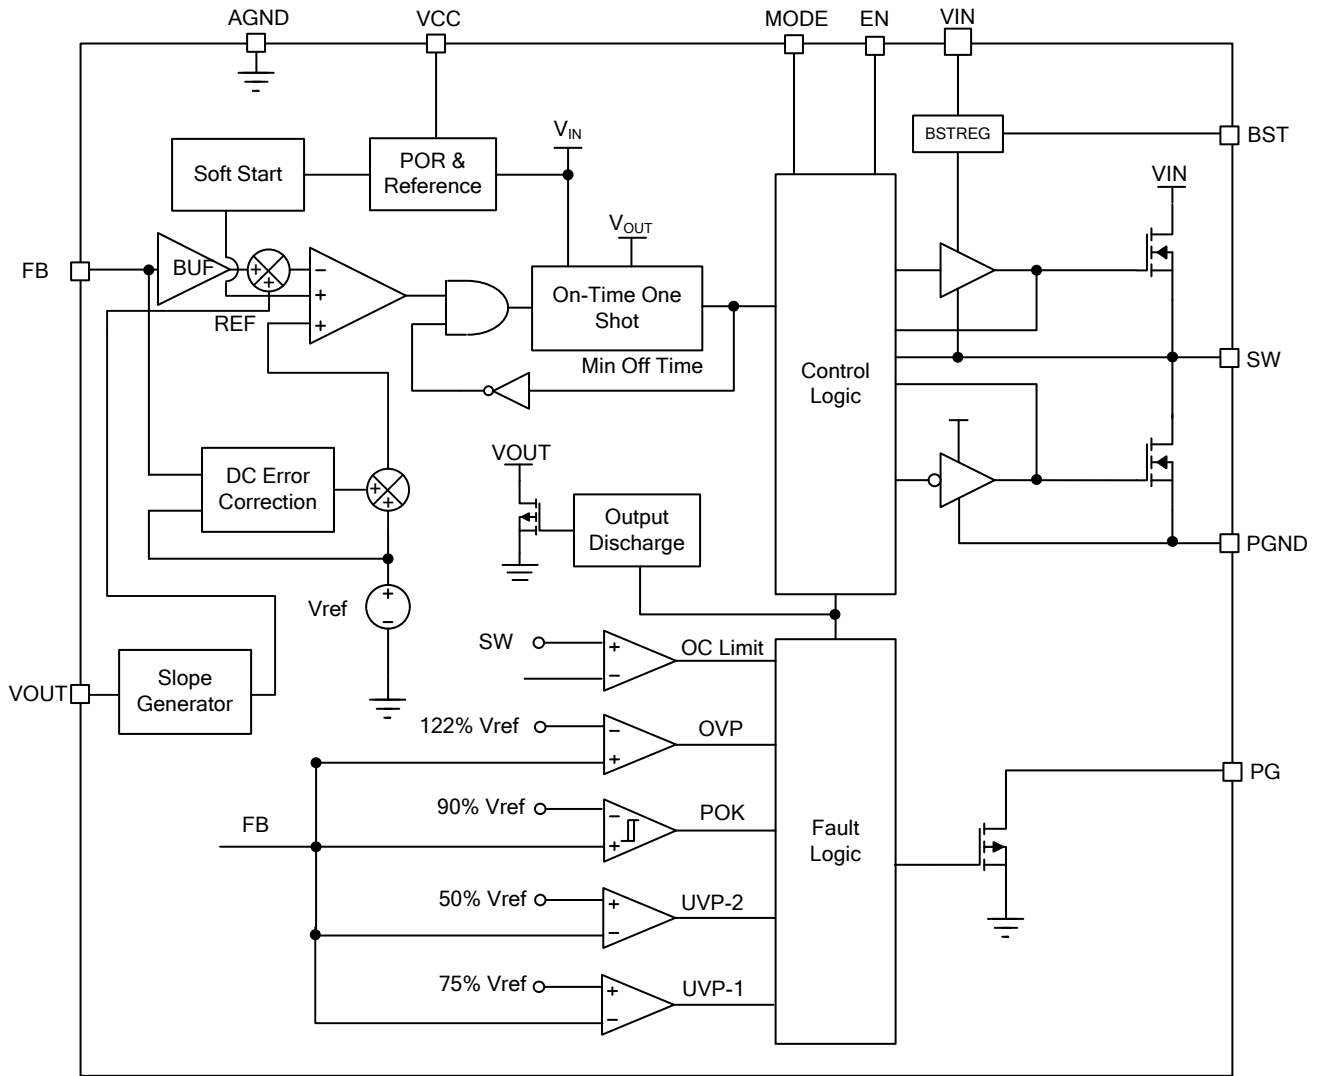 AGND
VCC
MODE
EN
VIN
BSTREG
BST
Soft Start
POR &
Reference
VIN
VIN
VOUT
FB
BUF
+
+
−
+
+
REF
On-Time One
Shot
Min Off Time
Control
Logic
SW
DC Error
Correction
+
+
VOUT
Output
Discharge
PGND
Vref
+
−
SW
+
−
OC Limit
VOUT
Slope
Generator
122% Vref
−
+
OVP
PG
90% Vref
−
+
POK
FB
Fault
Logic
50% Vref
+
−
UVP-2
75% Vref
+
−
UVP-1